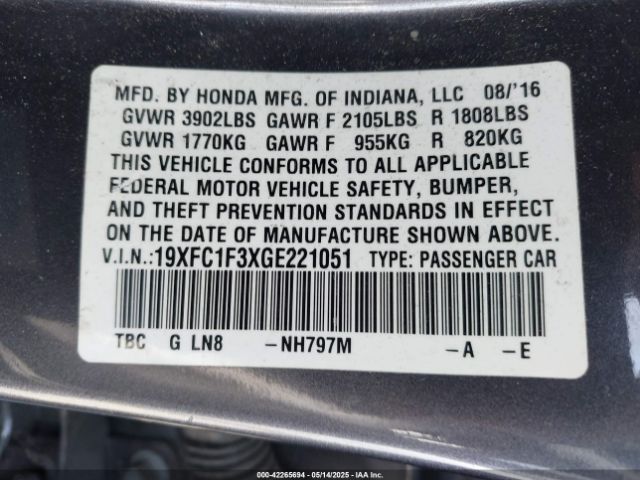 MFD. BY HONDA MFG. OF INDIANA, LLC 08/'16
GVWR 3902LBS GAWR F 2105LBS R 1808LBS
GVWR 1770KG GAWR F 955KG R 820KG
THIS VEHICLE CONFORMS TO ALL APPLICABLE
FEDERAL MOTOR VEHICLE SAFETY, BUMPER,
AND THEFT PREVENTION STANDARDS IN EFFECT
ON THE DATE OF MANUFACTURE SHOWN ABOVE.
V.I.N.:19XFC1F3XGE221051 TYPE: PASSENGER CAR
TBC G LN8 -NH797M -A -E
000-42265694 | 05/14/2025 | IAA Inc.